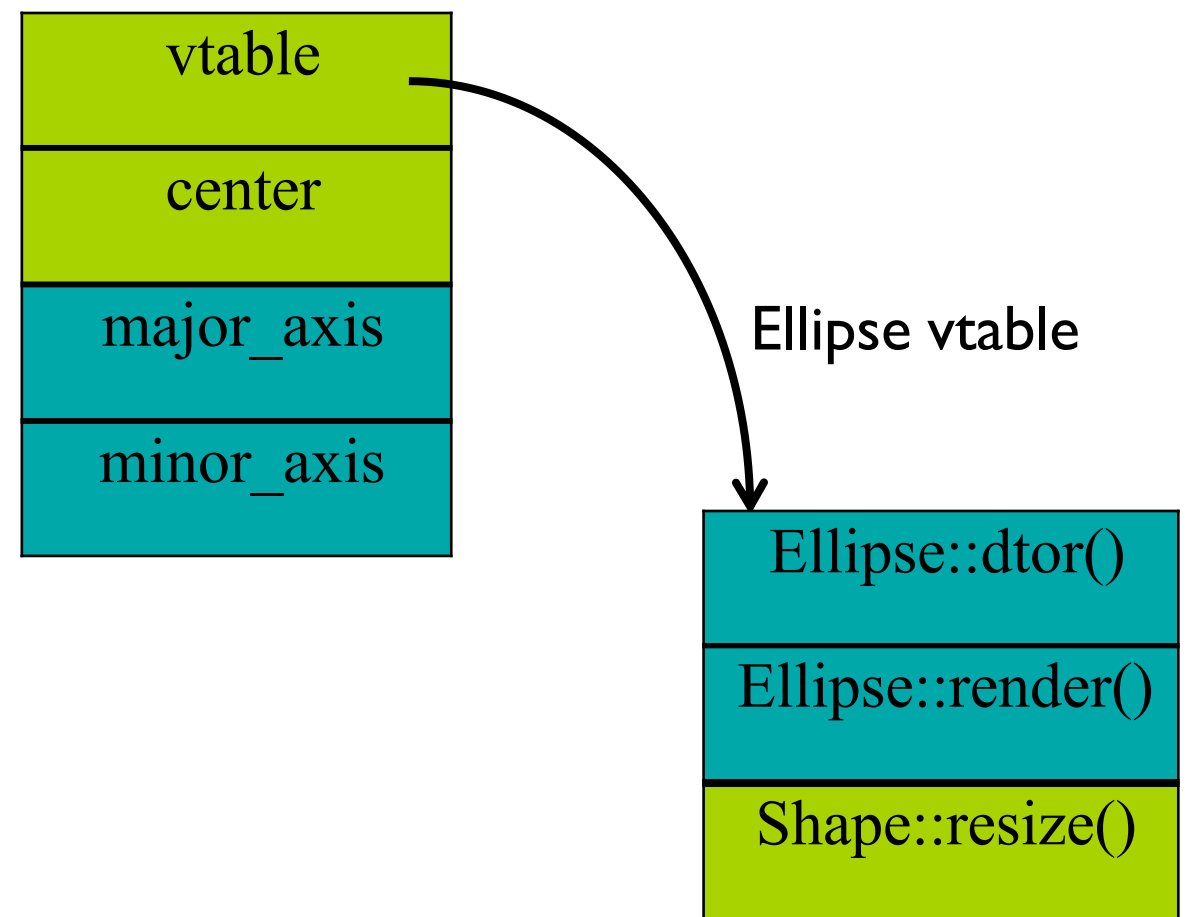 vtable
center
major_axis
minor_axis
Ellipse vtable
Ellipse::dtor()
Ellipse::render()
Shape::resize()